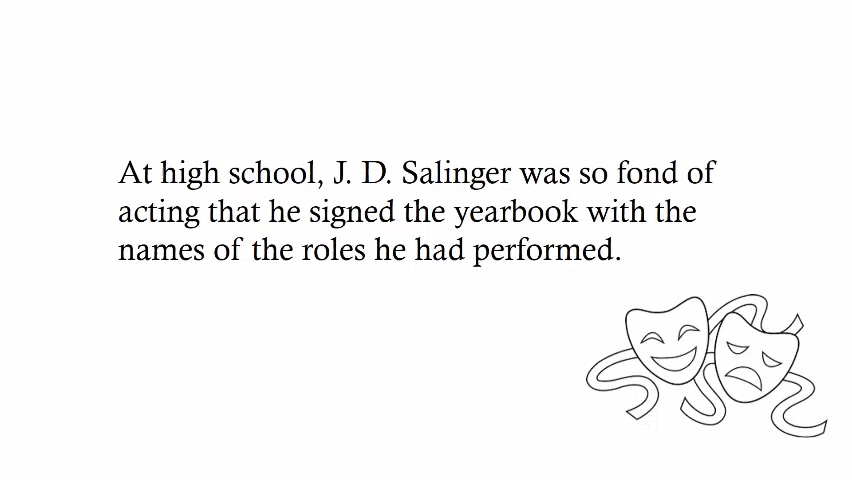 At high school, J. D. Salinger was so fond of
acting that he signed the yearbook with the
names of the roles he had performed.